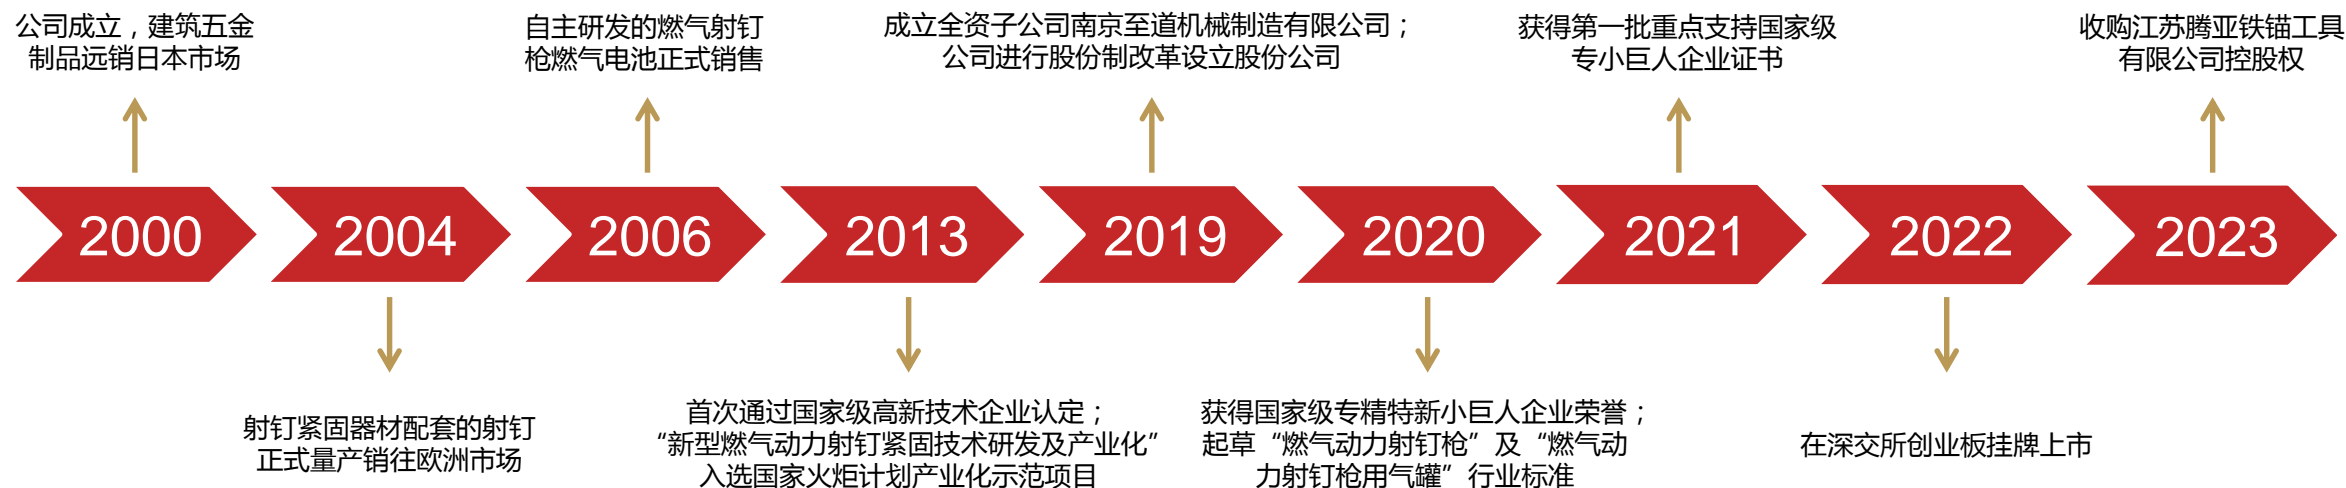 公司成立，建筑五金
制品远销日本市场
自主研发的燃气射钉
枪燃气电池正式销售
成立全资子公司南京至道机械制造有限公司；
公司进行股份制改革设立股份公司
获得第一批重点支持国家级
专小巨人企业证书
收购江苏腾亚铁锚工具
有限公司控股权
2000
2004
2006
2013
2019
2020
2021
2022
2023
射钉紧固器材配套的射钉
正式量产销往欧洲市场
首次通过国家级高新技术企业认定；
“新型燃气动力射钉紧固技术研发及产业化”
入选国家火炬计划产业化示范项目
获得国家级专精特新小巨人企业荣誉；
起草“燃气动力射钉枪”及“燃气动
力射钉枪用气罐”行业标准
在深交所创业板挂牌上市